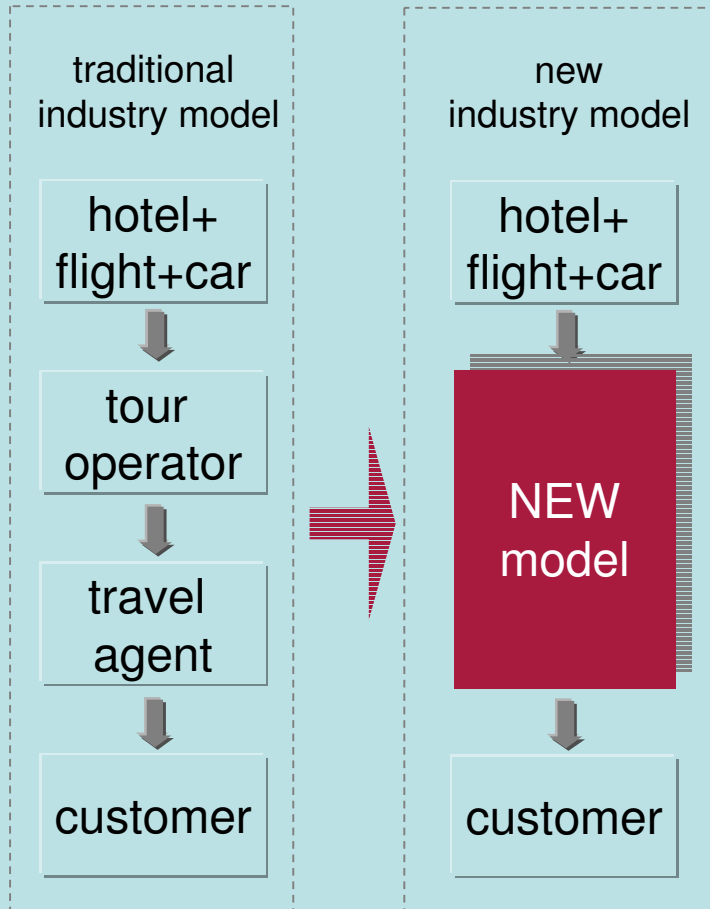 traditional
industry model
hotel+
flight+car
tour
operator
travel
agent
customer
new
industry model
hotel+
flight+car
NEW
model
customer